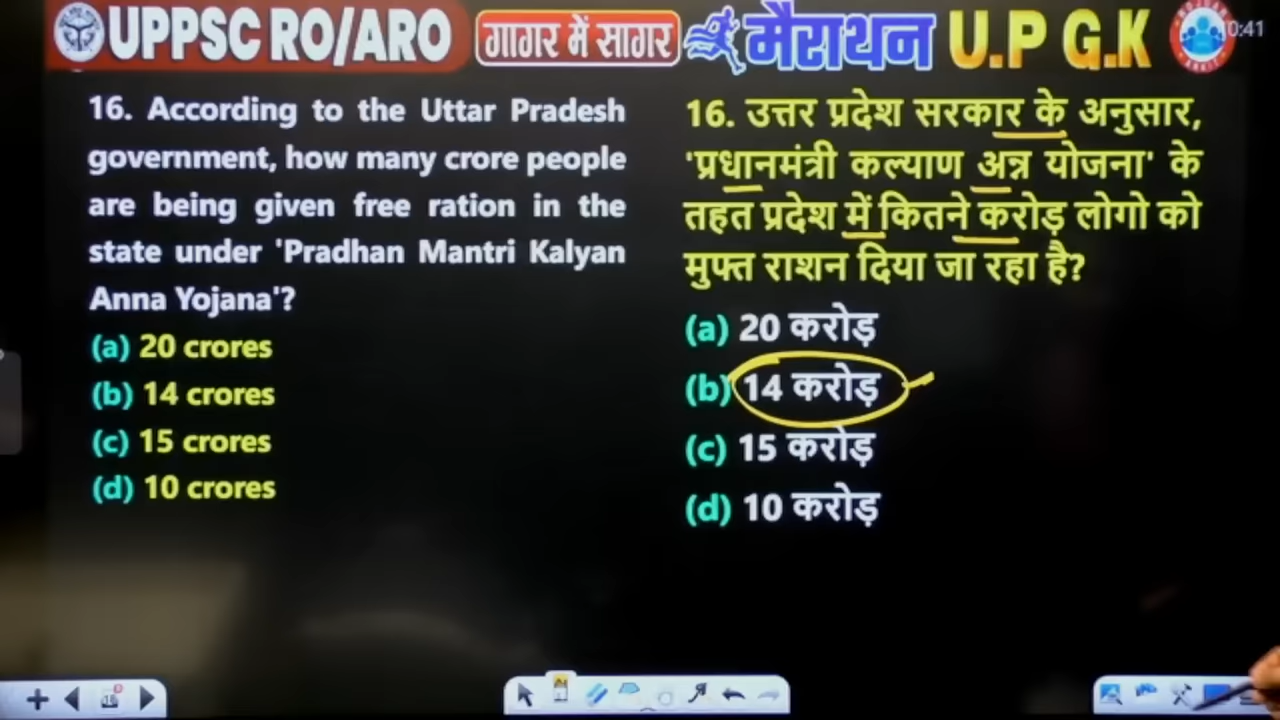 UPPSC RO/ARO गागर में सागर मैराथन U.P G.K
0:41
16. According to the Uttar Pradesh
government, how many crore people
are being given free ration in the
state under 'Pradhan Mantri Kalyan
Anna Yojana'?
(a) 20 crores
(b) 14 crores
(c) 15 crores
(d) 10 crores
16. उत्तर प्रदेश सरकार के अनुसार,
'प्रधानमंत्री कल्याण अन्न योजना' के
तहत प्रदेश में कितने करोड़ लोगो को
मुफ्त राशन दिया जा रहा है?
(a) 20 करोड़
(b) 14 करोड़
(c) 15 करोड़
(d) 10 करोड़